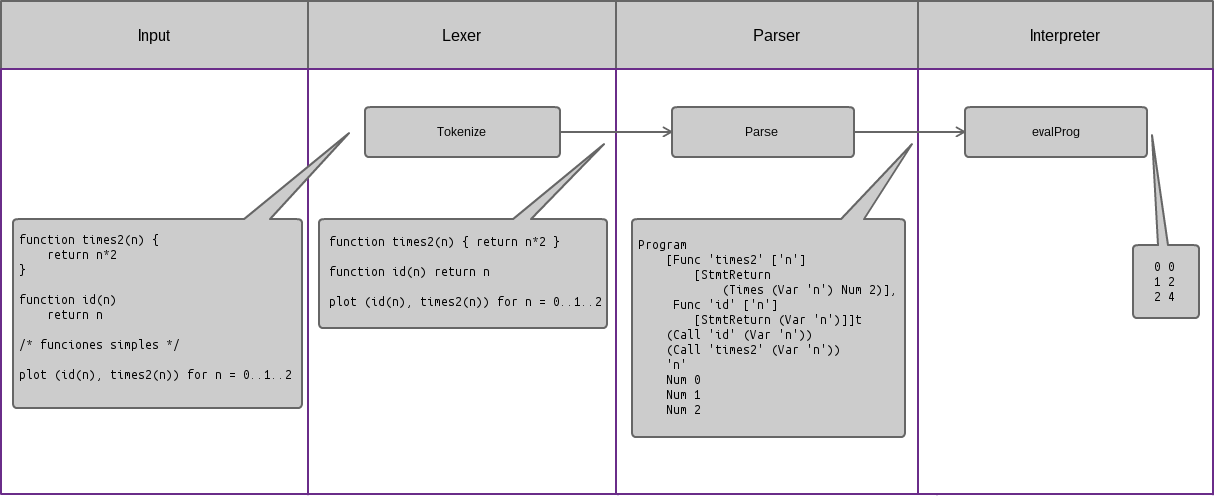 Input
Lexer
Parser
Interpreter
Tokenize
Parse
evalProg
function times2(n) {
    return n*2
}
function id(n)
    return n
/* funciones simples */
plot (id(n), times2(n)) for n = 0..1..2
function times2(n) { return n*2 }
function id(n) return n
plot (id(n), times2(n)) for n = 0..1..2
Program
    [Func 'times2' ['n']
        [StmtReturn
            (Times (Var 'n') Num 2)],
     Func 'id' ['n']
        [StmtReturn (Var 'n')]]t
    (Call 'id' (Var 'n'))
    (Call 'times2' (Var 'n'))
    'n'
    Num 0
    Num 1
    Num 2
0 0
1 2
2 4